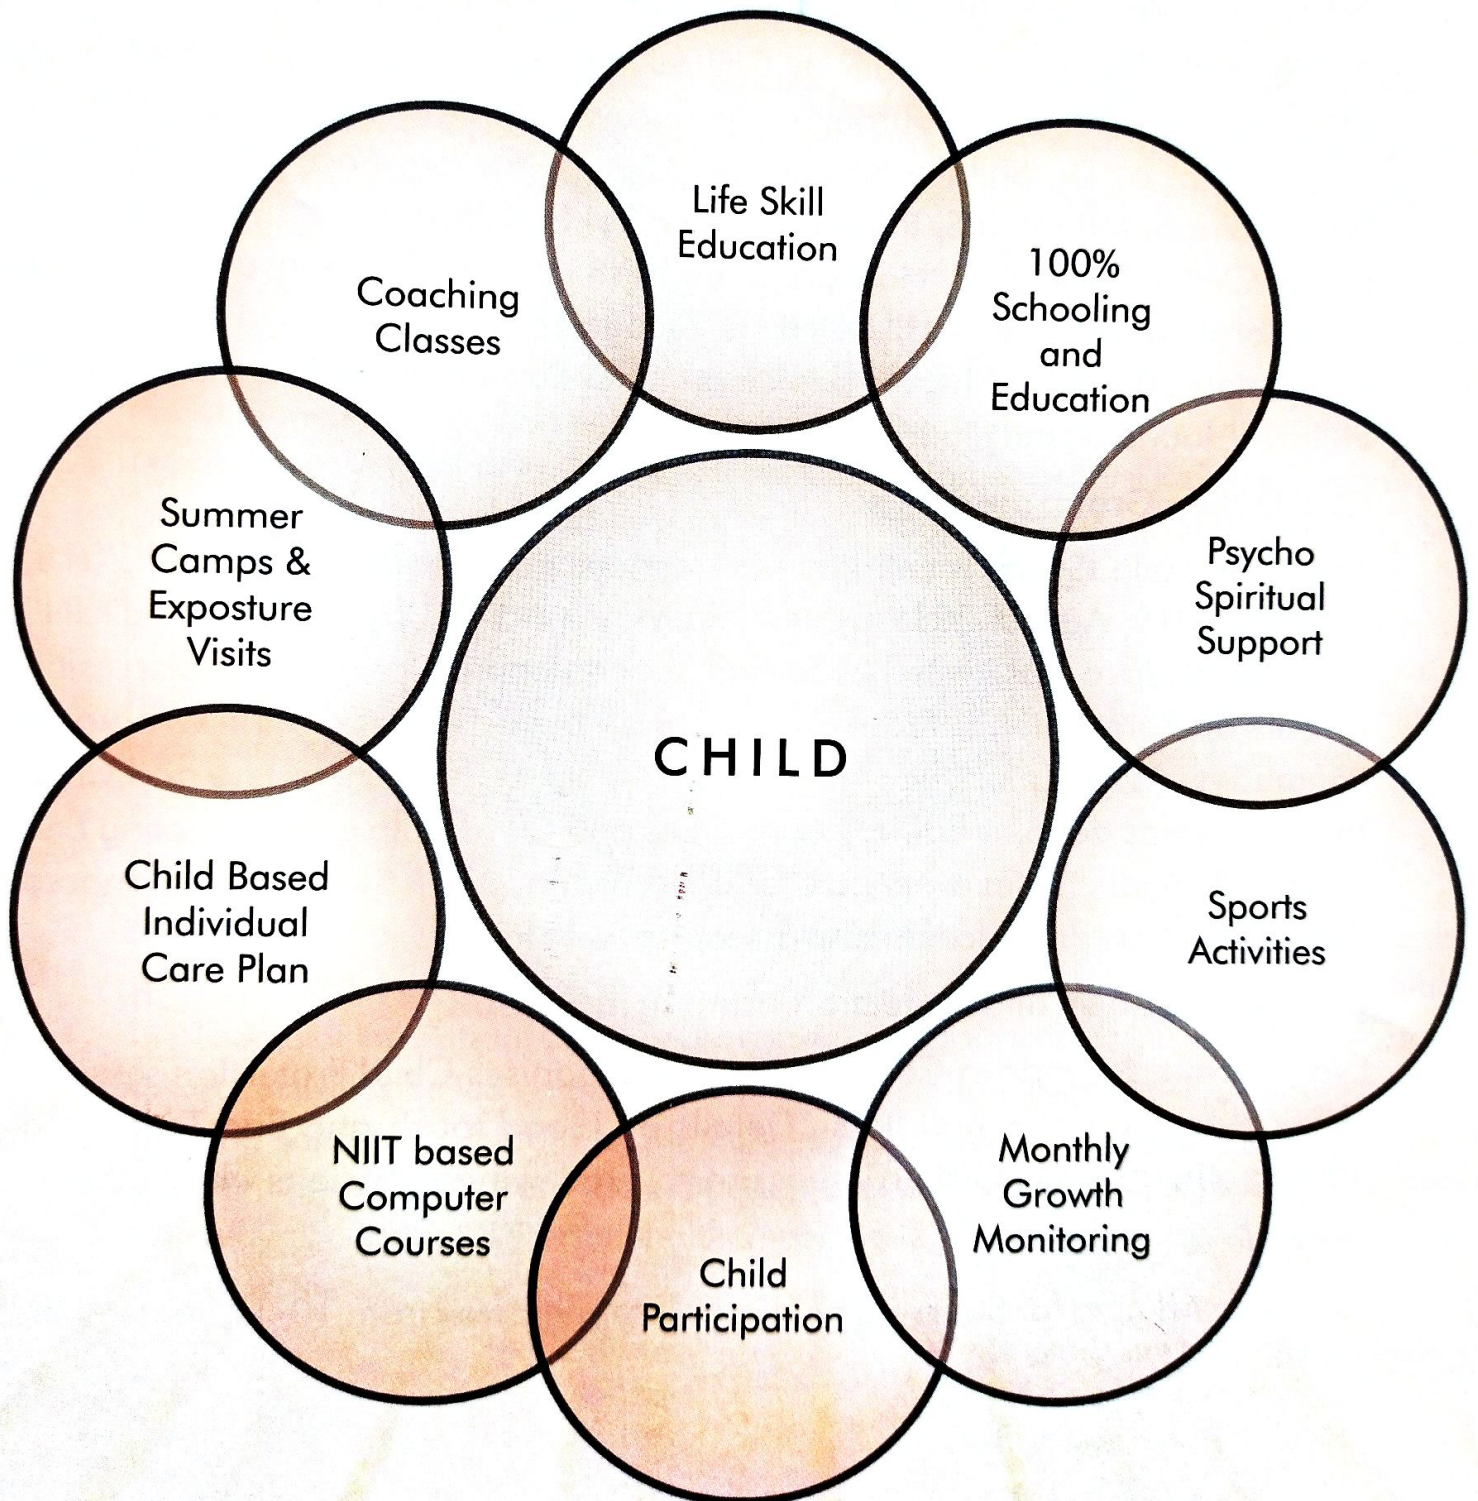 Life Skill
Education
100%
Schooling
and
Education
Psycho
Spiritual
Support
Sports
Activities
Monthly
Growth
Monitoring
Child
Participation
NIIT based
Computer
Courses
Child Based
Individual
Care Plan
Summer
Camps &
Exposture
Visits
Coaching
Classes
CHILD